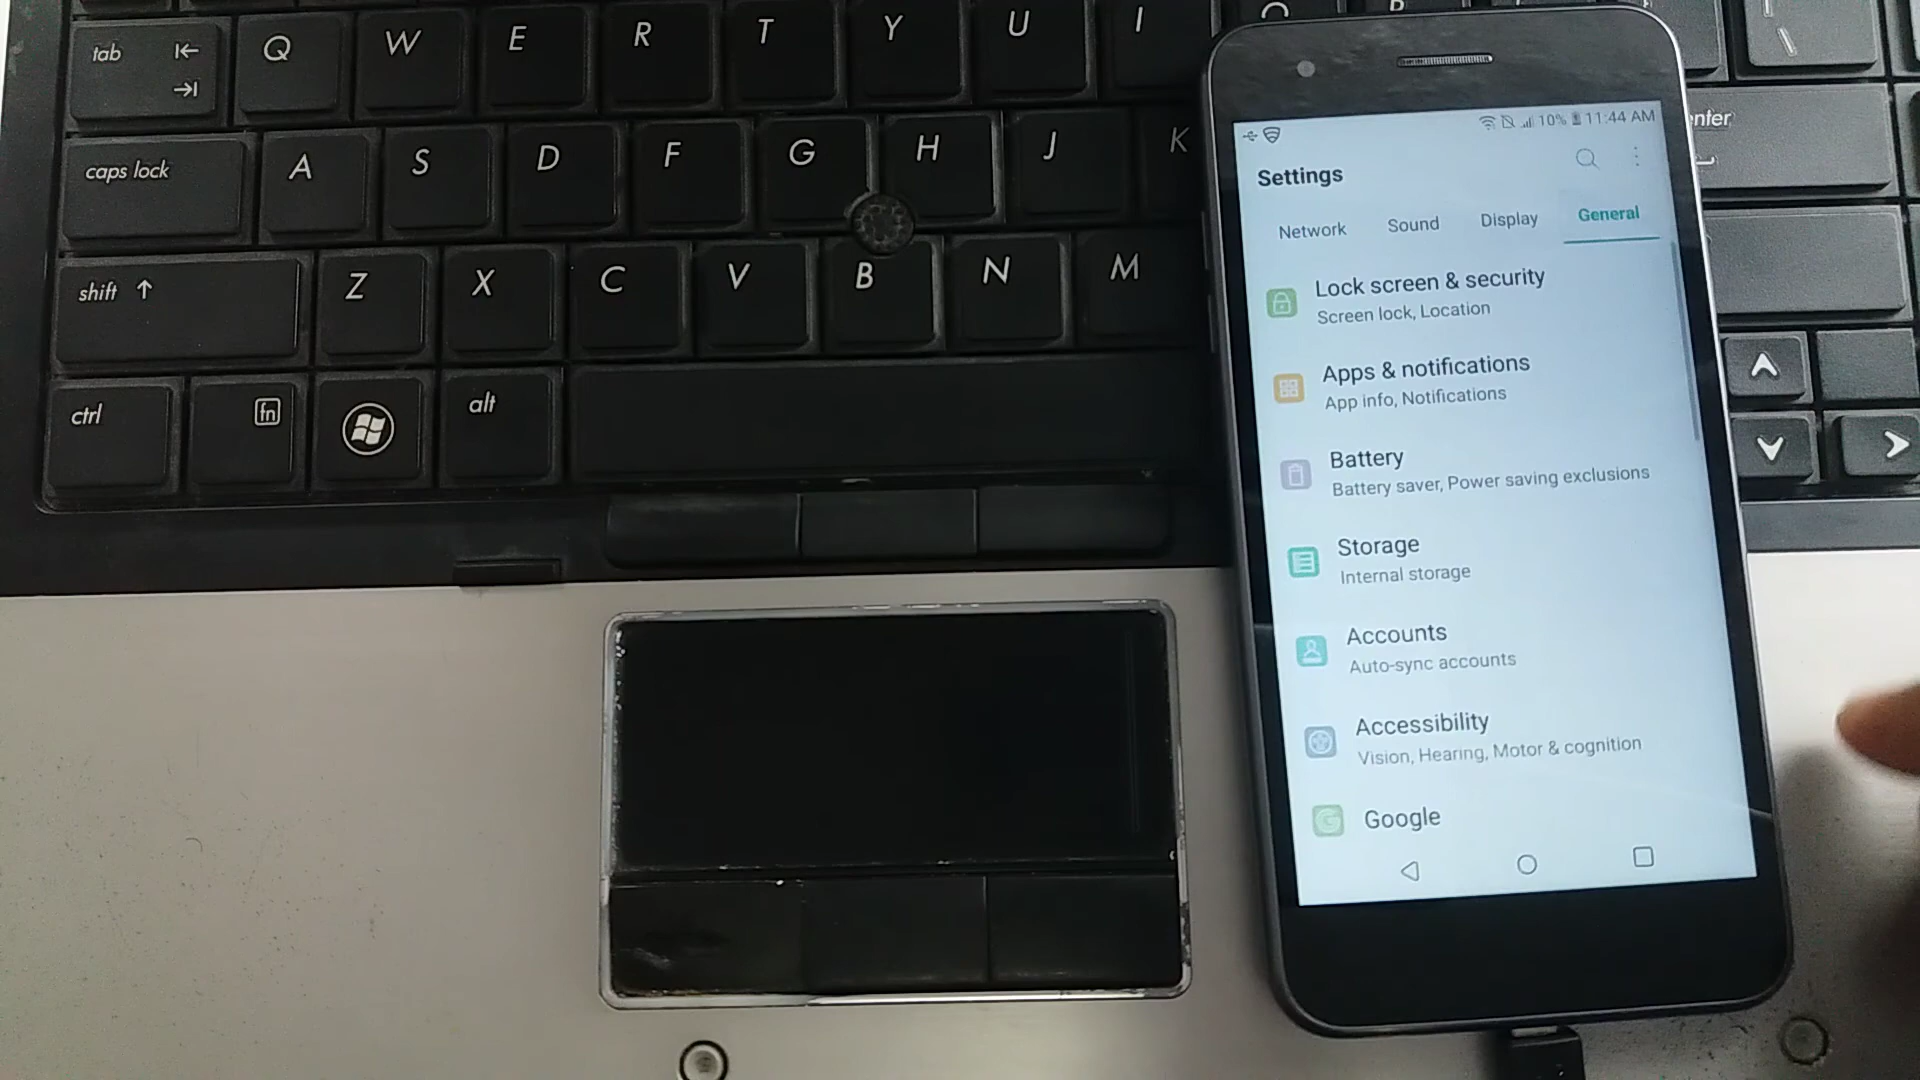 tab
Q W E R T Y U I
caps lock
A S D F G H J K
enter
shift
Z X C V B N M
ctrl
fn
alt
10% 11:44 AM
Settings
Network Sound Display General
Lock screen & security
Screen lock, Location
Apps & notifications
App info, Notifications
Battery
Battery saver, Power saving exclusions
Storage
Internal storage
Accounts
Auto-sync accounts
Accessibility
Vision, Hearing, Motor & cognition
Google